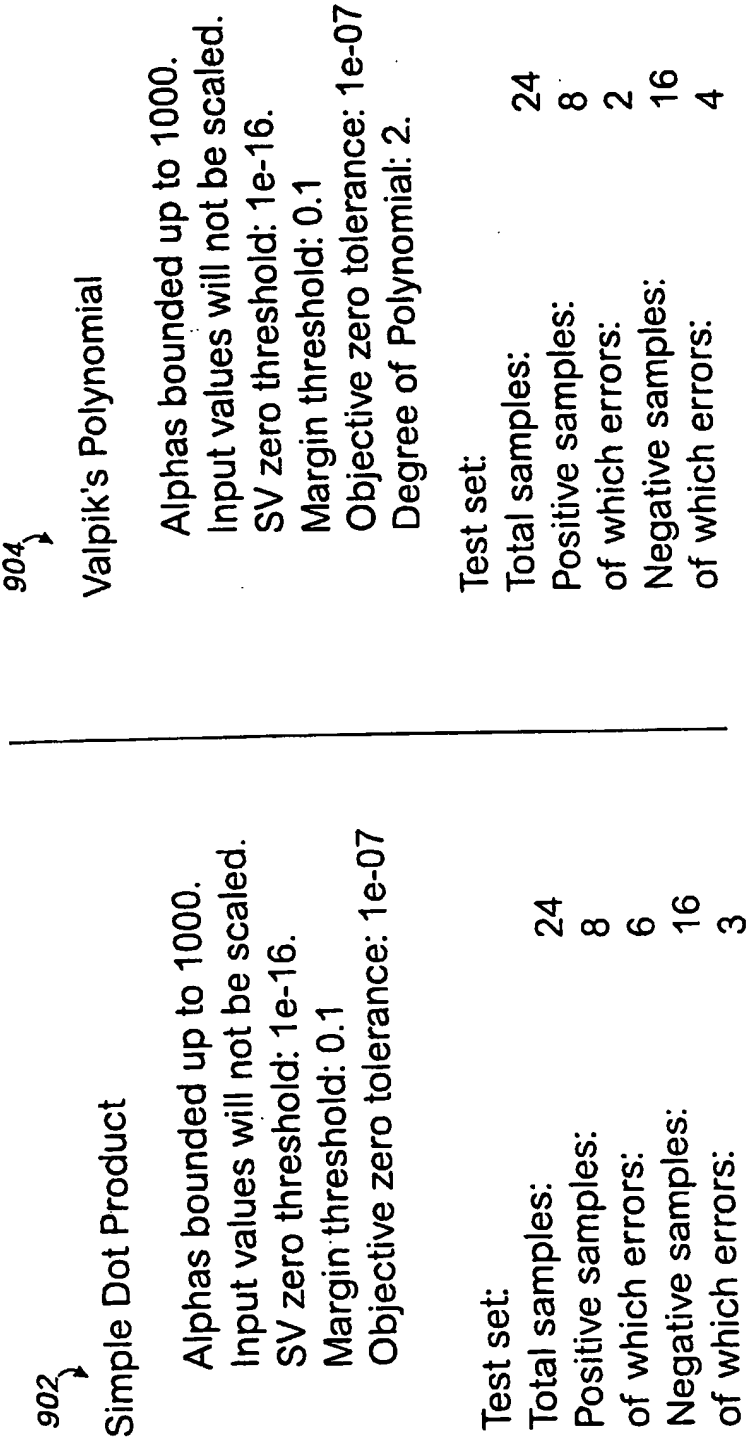 902
Simple Dot Product
Alphas bounded up to 1000.
Input values will not be scaled.
SV zero threshold: 1e-16.
Margin threshold: 0.1
Objective zero tolerance: 1e-07
Test set:
Total samples: 24
Positive samples: 8
of which errors: 6
Negative samples: 16
of which errors: 3
904
Valpik's Polynomial
Alphas bounded up to 1000.
Input values will not be scaled.
SV zero threshold: 1e-16.
Margin threshold: 0.1
Objective zero tolerance: 1e-07
Degree of Polynomial: 2.
Test set:
Total samples: 24
Positive samples: 8
of which errors: 2
Negative samples: 16
of which errors: 4